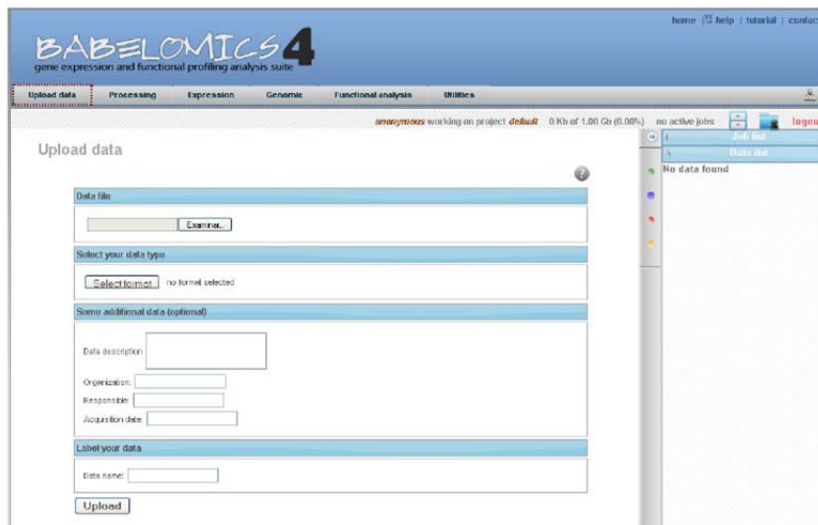 home | help | tutorial | contac
BABELOMICS 4
gene expression and functional profiling analysis suite
Upload data Processing Expression Genomic Functional analysis Utilities
anonymous working on project default 0 Kb of 1.00 Gb (0.00%) no active jobs logou
Upload data
Job list
Data list
No data found
Data file
Examinar...
Select your data type
Select format no format selected
Some additional data (optional)
Data description
Organization:
Responsible:
Acquisition date:
Label your data
Data name:
Upload